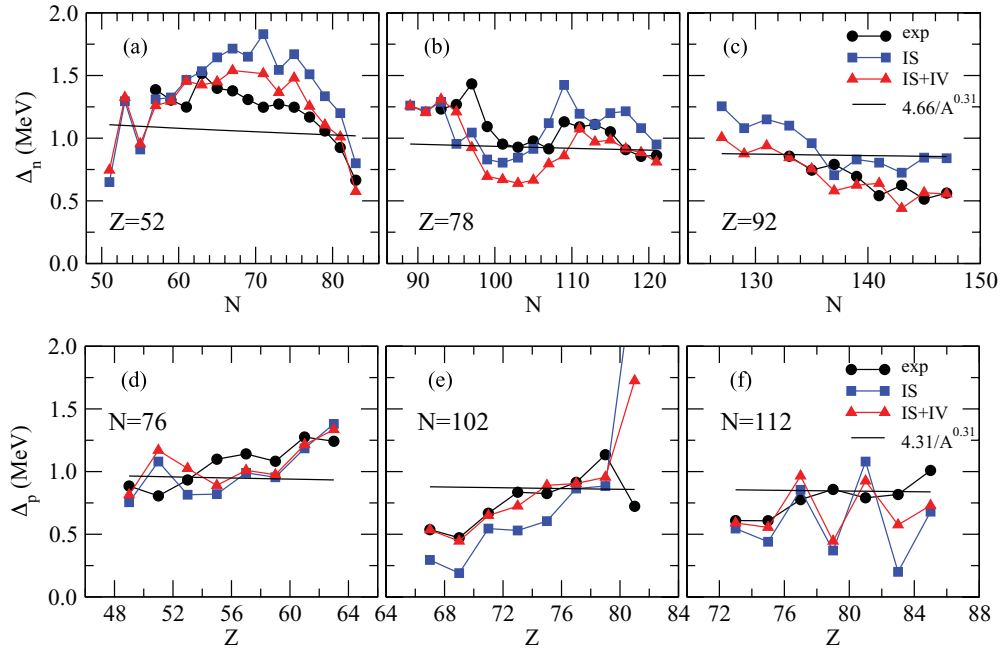 (a)
(b)
(c)
exp
IS
IS+IV
4.66/A^0.31
Δn (MeV)
2.0
1.5
1.0
0.5
0.0
Z=52
Z=78
Z=92
50 60 70 80 90 100 110 120 130 140 150
N N N
(d)
(e)
(f)
exp
IS
IS+IV
4.31/A^0.31
N=76
N=102
N=112
Δp (MeV)
2.0
1.5
1.0
0.5
0.0
48 52 56 60 64 68 72 76 80 84 72 76 80 84 88
Z Z Z